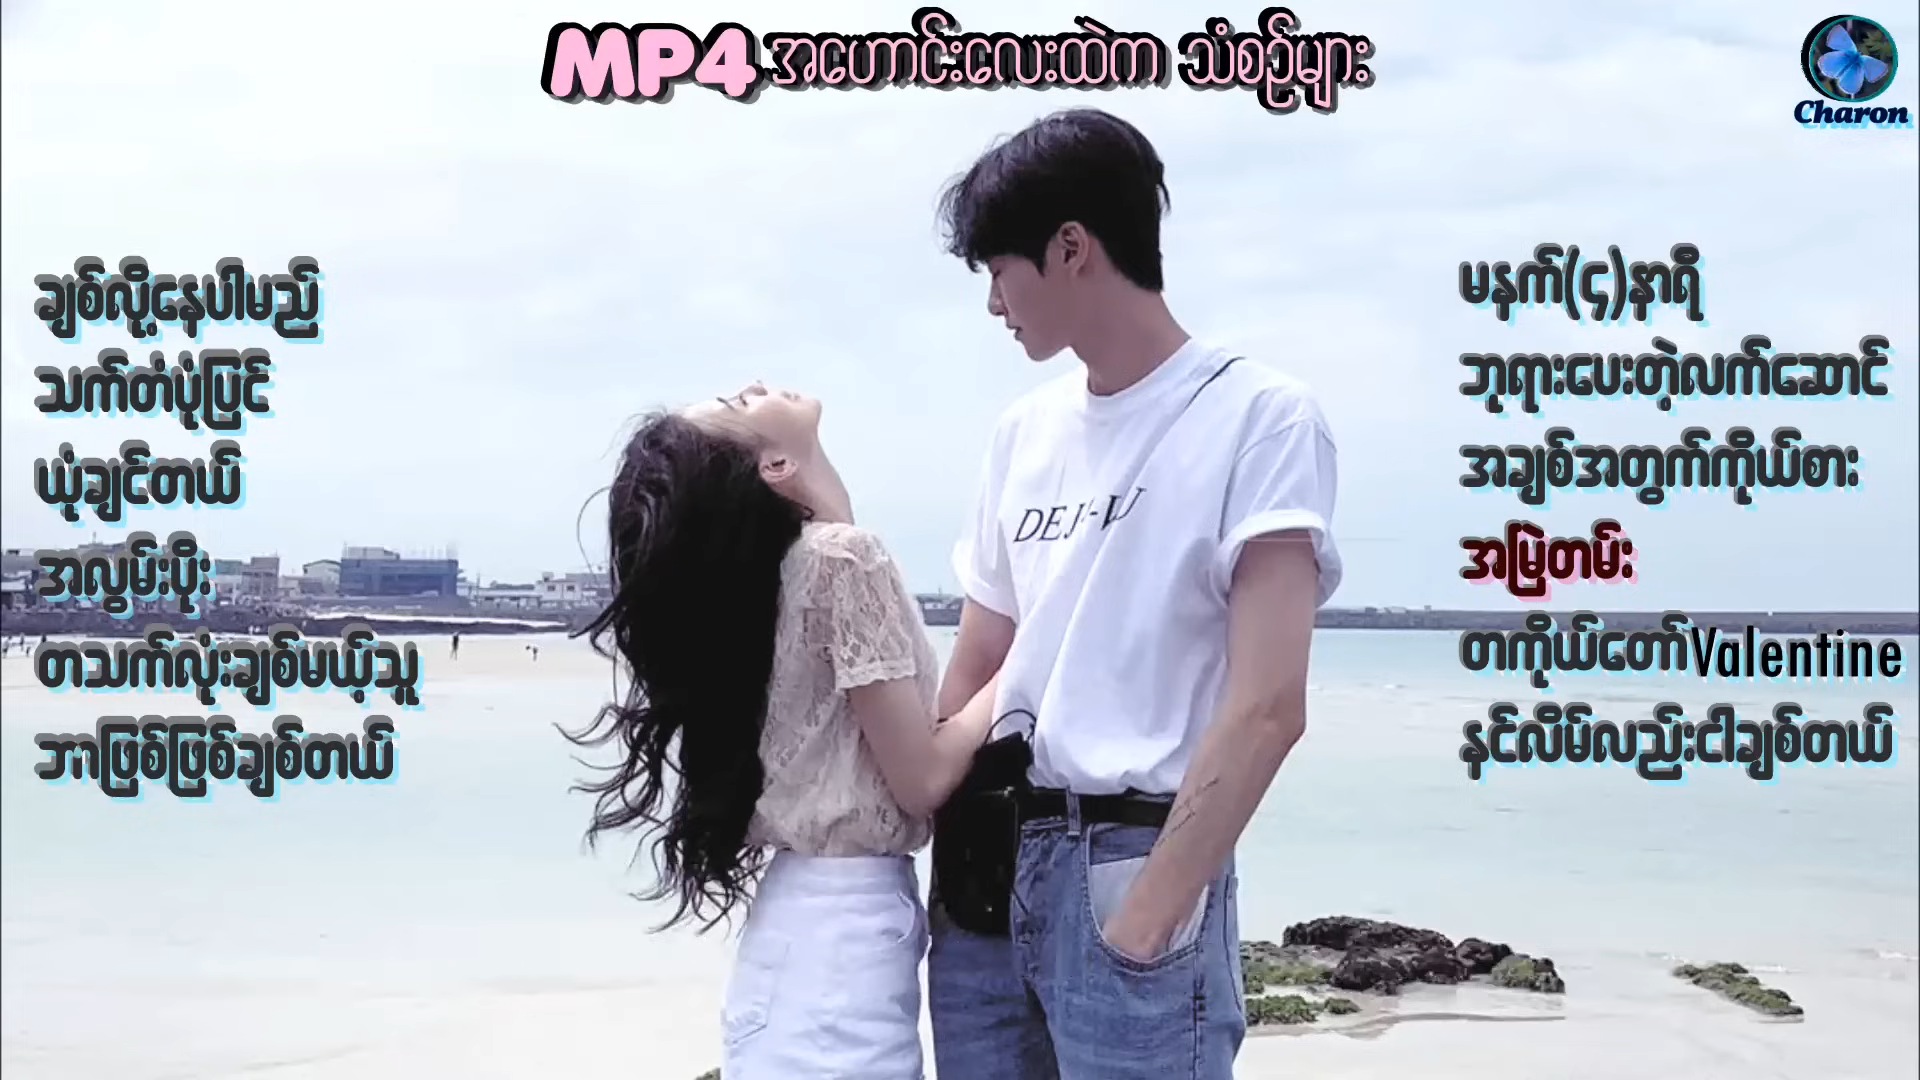 MP4 အဟောင်းလေးထဲက သံစဉ်များ
Charon
ချစ်လို့နေပါမည်
သက်တံပုံပြင်
ယုံချင်တယ်
အလွမ်းပိုး
တသက်လုံးချစ်မယ့်သူ
ဘာဖြစ်ဖြစ်ချစ်တယ်
မနက်(၄)နာရီ
ဘုရားပေးတဲ့လက်ဆောင်
အချစ်အတွက်ကိုယ်စား
အမြဲတမ်း
တကိုယ်တော်Valentine
နင်လိမ်လည်းငါချစ်တယ်